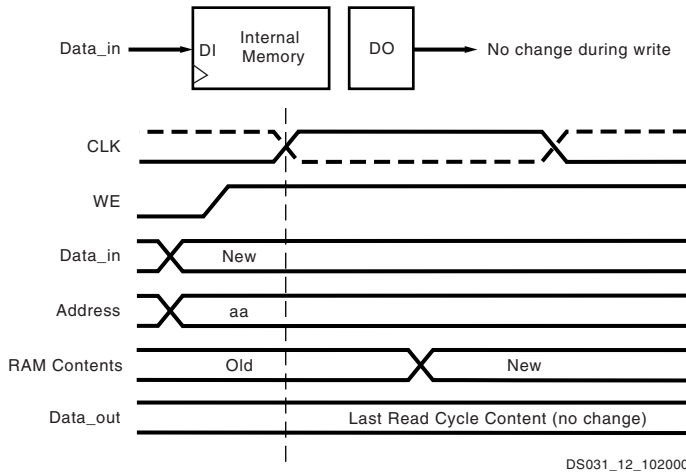 Data_in
DI
Internal
Memory
DO
No change during write
CLK
WE
Data_in
New
Address
aa
RAM Contents
Old
New
Data_out
Last Read Cycle Content (no change)
DS031_12_102000